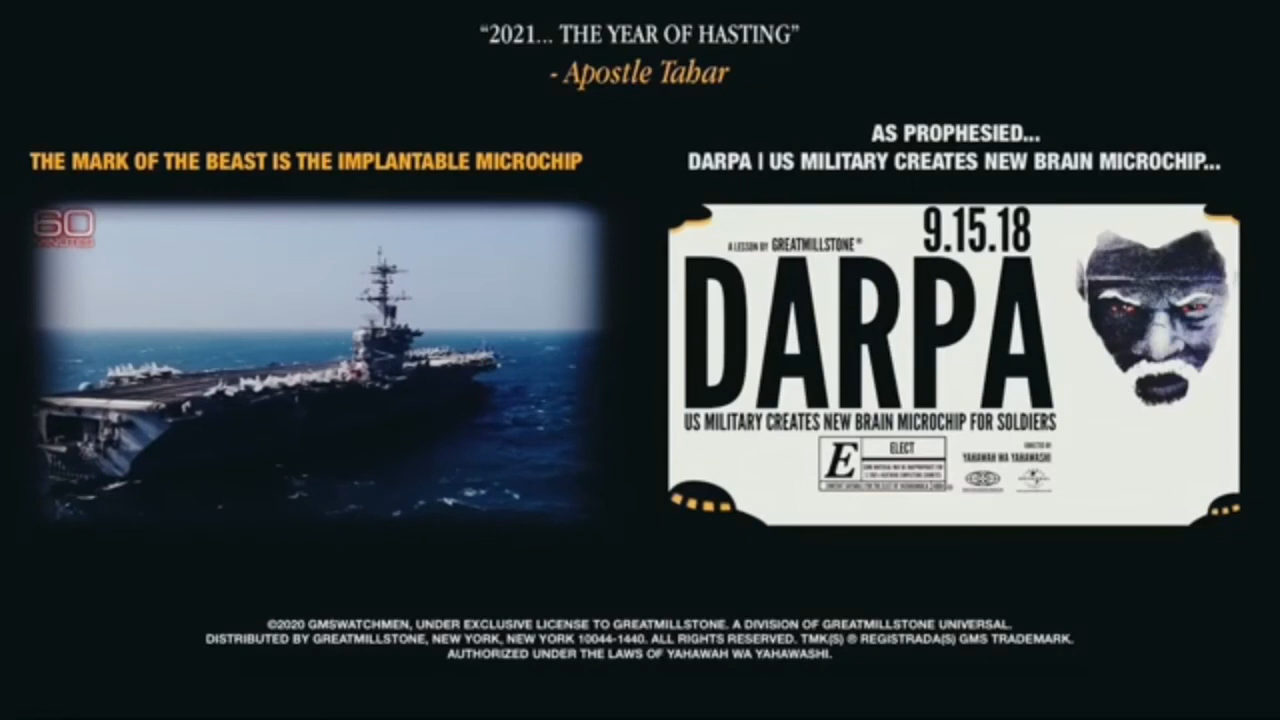 “2021... THE YEAR OF HASTING”
- Apostle Tahar
THE MARK OF THE BEAST IS THE IMPLANTABLE MICROCHIP
AS PROPHESIED...
DARPA | US MILITARY CREATES NEW BRAIN MICROCHIP...
60
MINUTES
9.15.18
A LESSON BY GREATMILLSTONE®
DARPA
US MILITARY CREATES NEW BRAIN MICROCHIP FOR SOLDIERS
E
ELECT
DIRECTED BY
YAHAWAH WA YAHAWASHI
©2020 GMSWATCHMEN, UNDER EXCLUSIVE LICENSE TO GREATMILLSTONE. A DIVISION OF GREATMILLSTONE UNIVERSAL.
DISTRIBUTED BY GREATMILLSTONE, NEW YORK, NEW YORK 10044-1440. ALL RIGHTS RESERVED. TMK(S) ® REGISTRADA(S) GMS TRADEMARK.
AUTHORIZED UNDER THE LAWS OF YAHAWAH WA YAHAWASHI.